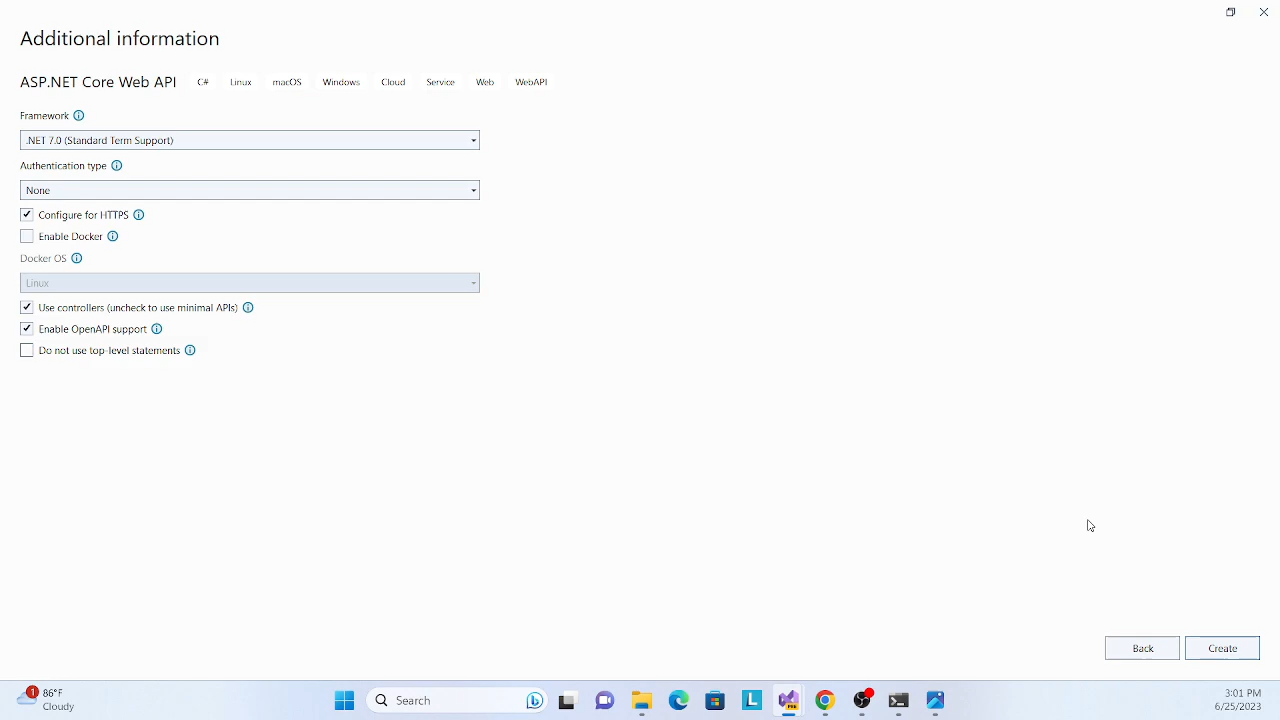 Additional information
ASP.NET Core Web API C# Linux macOS Windows Cloud Service Web WebAPI
Framework
.NET 7.0 (Standard Term Support)
Authentication type
None
Configure for HTTPS
Enable Docker
Docker OS
Linux
Use controllers (uncheck to use minimal APIs)
Enable OpenAPI support
Do not use top-level statements
Back Create
1 86°F
Cloudy
Search
L
PRE
3:01 PM
6/25/2023